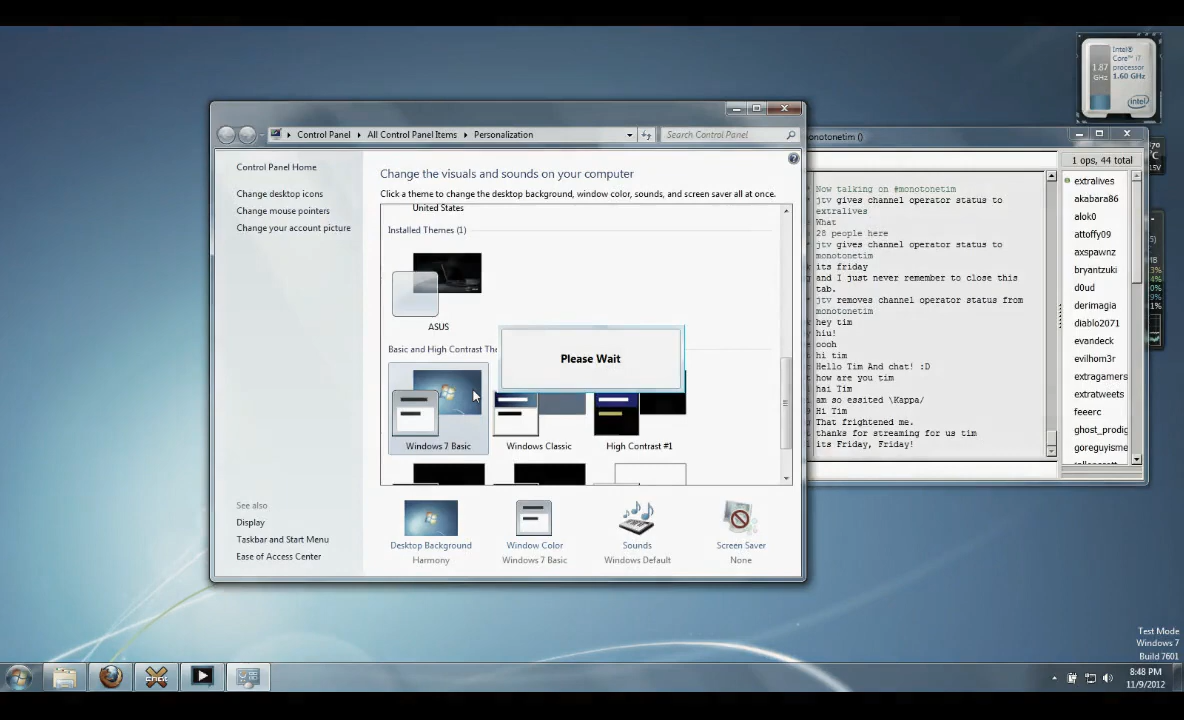 Intel®
Core™ i7
processor
1.60 GHz
1.87
GHz
intel
Control Panel
All Control Panel Items
Personalization
Search Control Panel
Control Panel Home
Change desktop icons
Change mouse pointers
Change your account picture
See also
Display
Taskbar and Start Menu
Ease of Access Center
Change the visuals and sounds on your computer
Click a theme to change the desktop background, window color, sounds, and screen saver all at once.
United States
Installed Themes (1)
ASUS
Basic and High Contrast The
Please Wait
Windows 7 Basic
Windows Classic
High Contrast #1
Desktop Background
Harmony
Window Color
Windows 7 Basic
Sounds
Windows Default
Screen Saver
None
monotonetim ()
1 ops, 44 total
Now talking on #monotonetim
jtv gives channel operator status to
extralives
What
28 people here
jtv gives channel operator status to
monotonetim
its friday
and I just never remember to close this
tab.
jtv removes channel operator status from
monotonetim
hey tim
hiu!
oooh
hi tim
Hello Tim And chat! :D
how are you tim
hai Tim
am so essited \Kappa/
Hi Tim
That frightened me.
thanks for streaming for us tim
its Friday, Friday!
extralives
akabara86
alok0
attoffy09
axspawnz
bryantzuki
d0ud
derimagia
diablo2071
evandeck
evilhom3r
extragamers
extratweets
feeerc
ghost_prodig
goreguyisme
Test Mode
Windows 7
Build 7601
chat
8:48 PM
11/9/2012